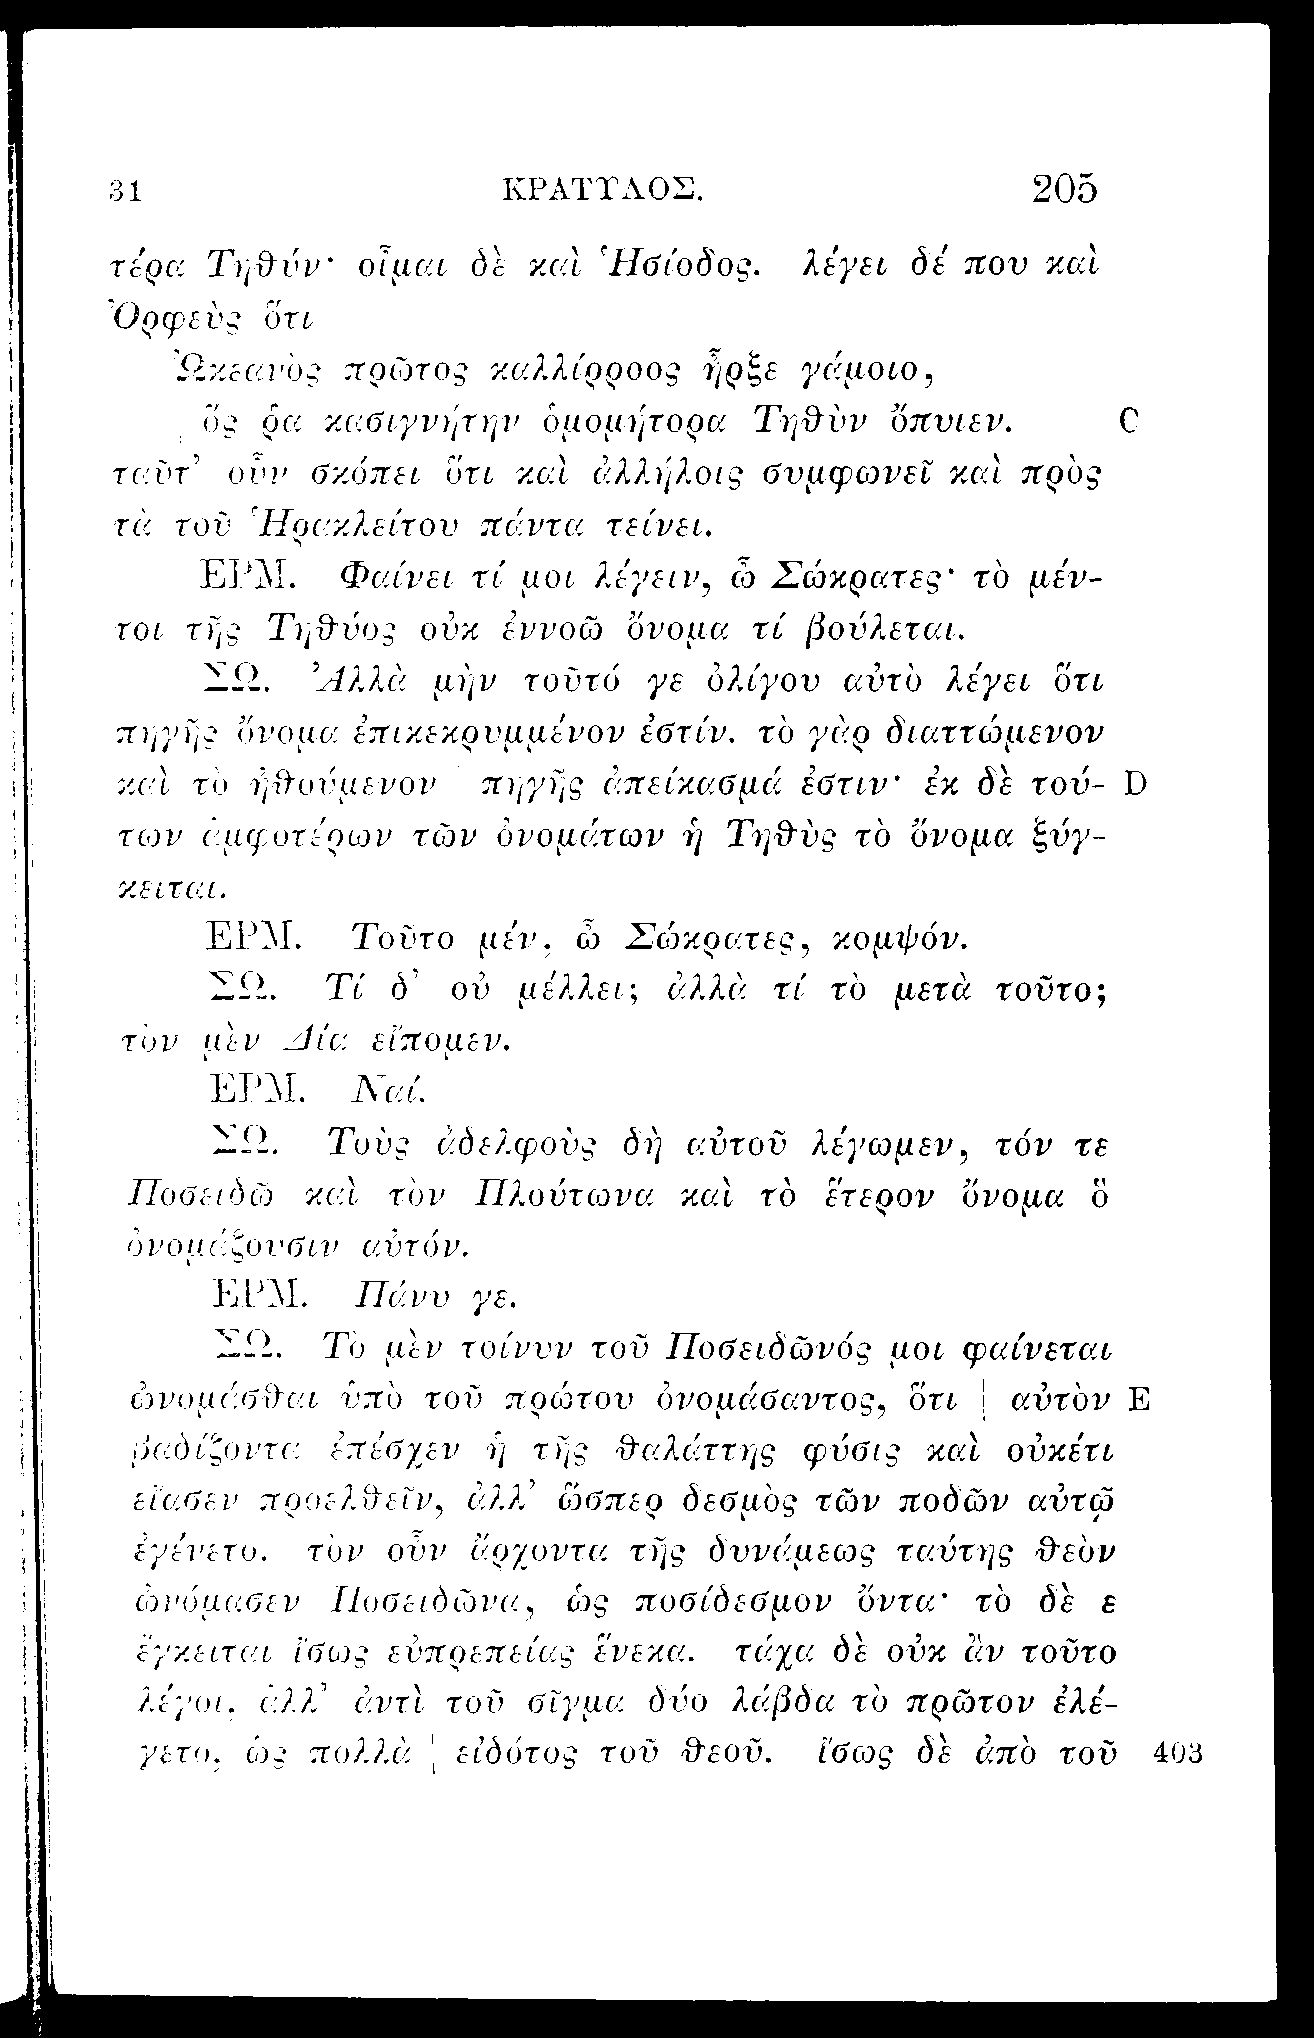 31 ΚΡΑΤΥΛΟΣ. 205
τέρα Τηθύν· οἶμαι δὲ καὶ Ἡσίοδος. λέγει δέ που καὶ
Ὀρφεὺς ὅτι
Ὠκεανὸς πρῶτος καλλίρροος ἦρξε γάμοιο,
ὅς ῥα κασιγνήτην ὁμομήτορα Τηθὺν ὄπυιεν. C
ταῦτ’ οὖν σκόπει ὅτι καὶ ἀλλήλοις συμφωνεῖ καὶ πρὸς
τὰ τοῦ Ἡρακλείτου πάντα τείνει.
ΕΡΜ. Φαίνει τί μοι λέγειν, ὦ Σώκρατες· τὸ μέν-
τοι τῆς Τηθύος οὐκ ἐννοῶ ὄνομα τί βούλεται.
ΣΩ. Ἀλλὰ μὴν τοῦτό γε ὀλίγου αὐτὸ λέγει ὅτι
πηγῆς ὄνομα ἐπικεκρυμμένον ἐστίν. τὸ γὰρ διαττώμενον
καὶ τὸ ἠθούμενον πηγῆς ἀπείκασμά ἐστιν· ἐκ δὲ τού- D
των ἀμφοτέρων τῶν ὀνομάτων ἡ Τηθὺς τὸ ὄνομα ξύγ-
κειται.
ΕΡΜ. Τοῦτο μέν, ὦ Σώκρατες, κομψόν.
ΣΩ. Τί δ’ οὐ μέλλει; ἀλλὰ τί τὸ μετὰ τοῦτο;
τὸν μὲν Δία εἴπομεν.
ΕΡΜ. Ναί.
ΣΩ. Τοὺς ἀδελφοὺς δὴ αὐτοῦ λέγωμεν, τόν τε
Ποσειδῶ καὶ τὸν Πλούτωνα καὶ τὸ ἕτερον ὄνομα ὃ
ὀνομάζουσιν αὐτόν.
ΕΡΜ. Πάνυ γε.
ΣΩ. Τὸ μὲν τοίνυν τοῦ Ποσειδῶνός μοι φαίνεται
ὠνομάσθαι ὑπὸ τοῦ πρώτου ὀνομάσαντος, ὅτι | αὐτὸν E
βαδίζοντα ἐπέσχεν ἡ τῆς θαλάττης φύσις καὶ οὐκέτι
εἴασεν προελθεῖν, ἀλλ’ ὥσπερ δεσμὸς τῶν ποδῶν αὐτῷ
ἐγένετο. τὸν οὖν ἄρχοντα τῆς δυνάμεως ταύτης θεὸν
ὠνόμασεν Ποσειδῶνα, ὡς ποσίδεσμον ὄντα· τὸ δὲ ε
ἔγκειται ἴσως εὐπρεπείας ἕνεκα. τάχα δὲ οὐκ ἂν τοῦτο
λέγοι, ἀλλ’ ἀντὶ τοῦ σῖγμα δύο λάβδα τὸ πρῶτον ἐλέ-
γετο, ὡς πολλὰ | εἰδότος τοῦ θεοῦ. ἴσως δὲ ἀπὸ τοῦ 403